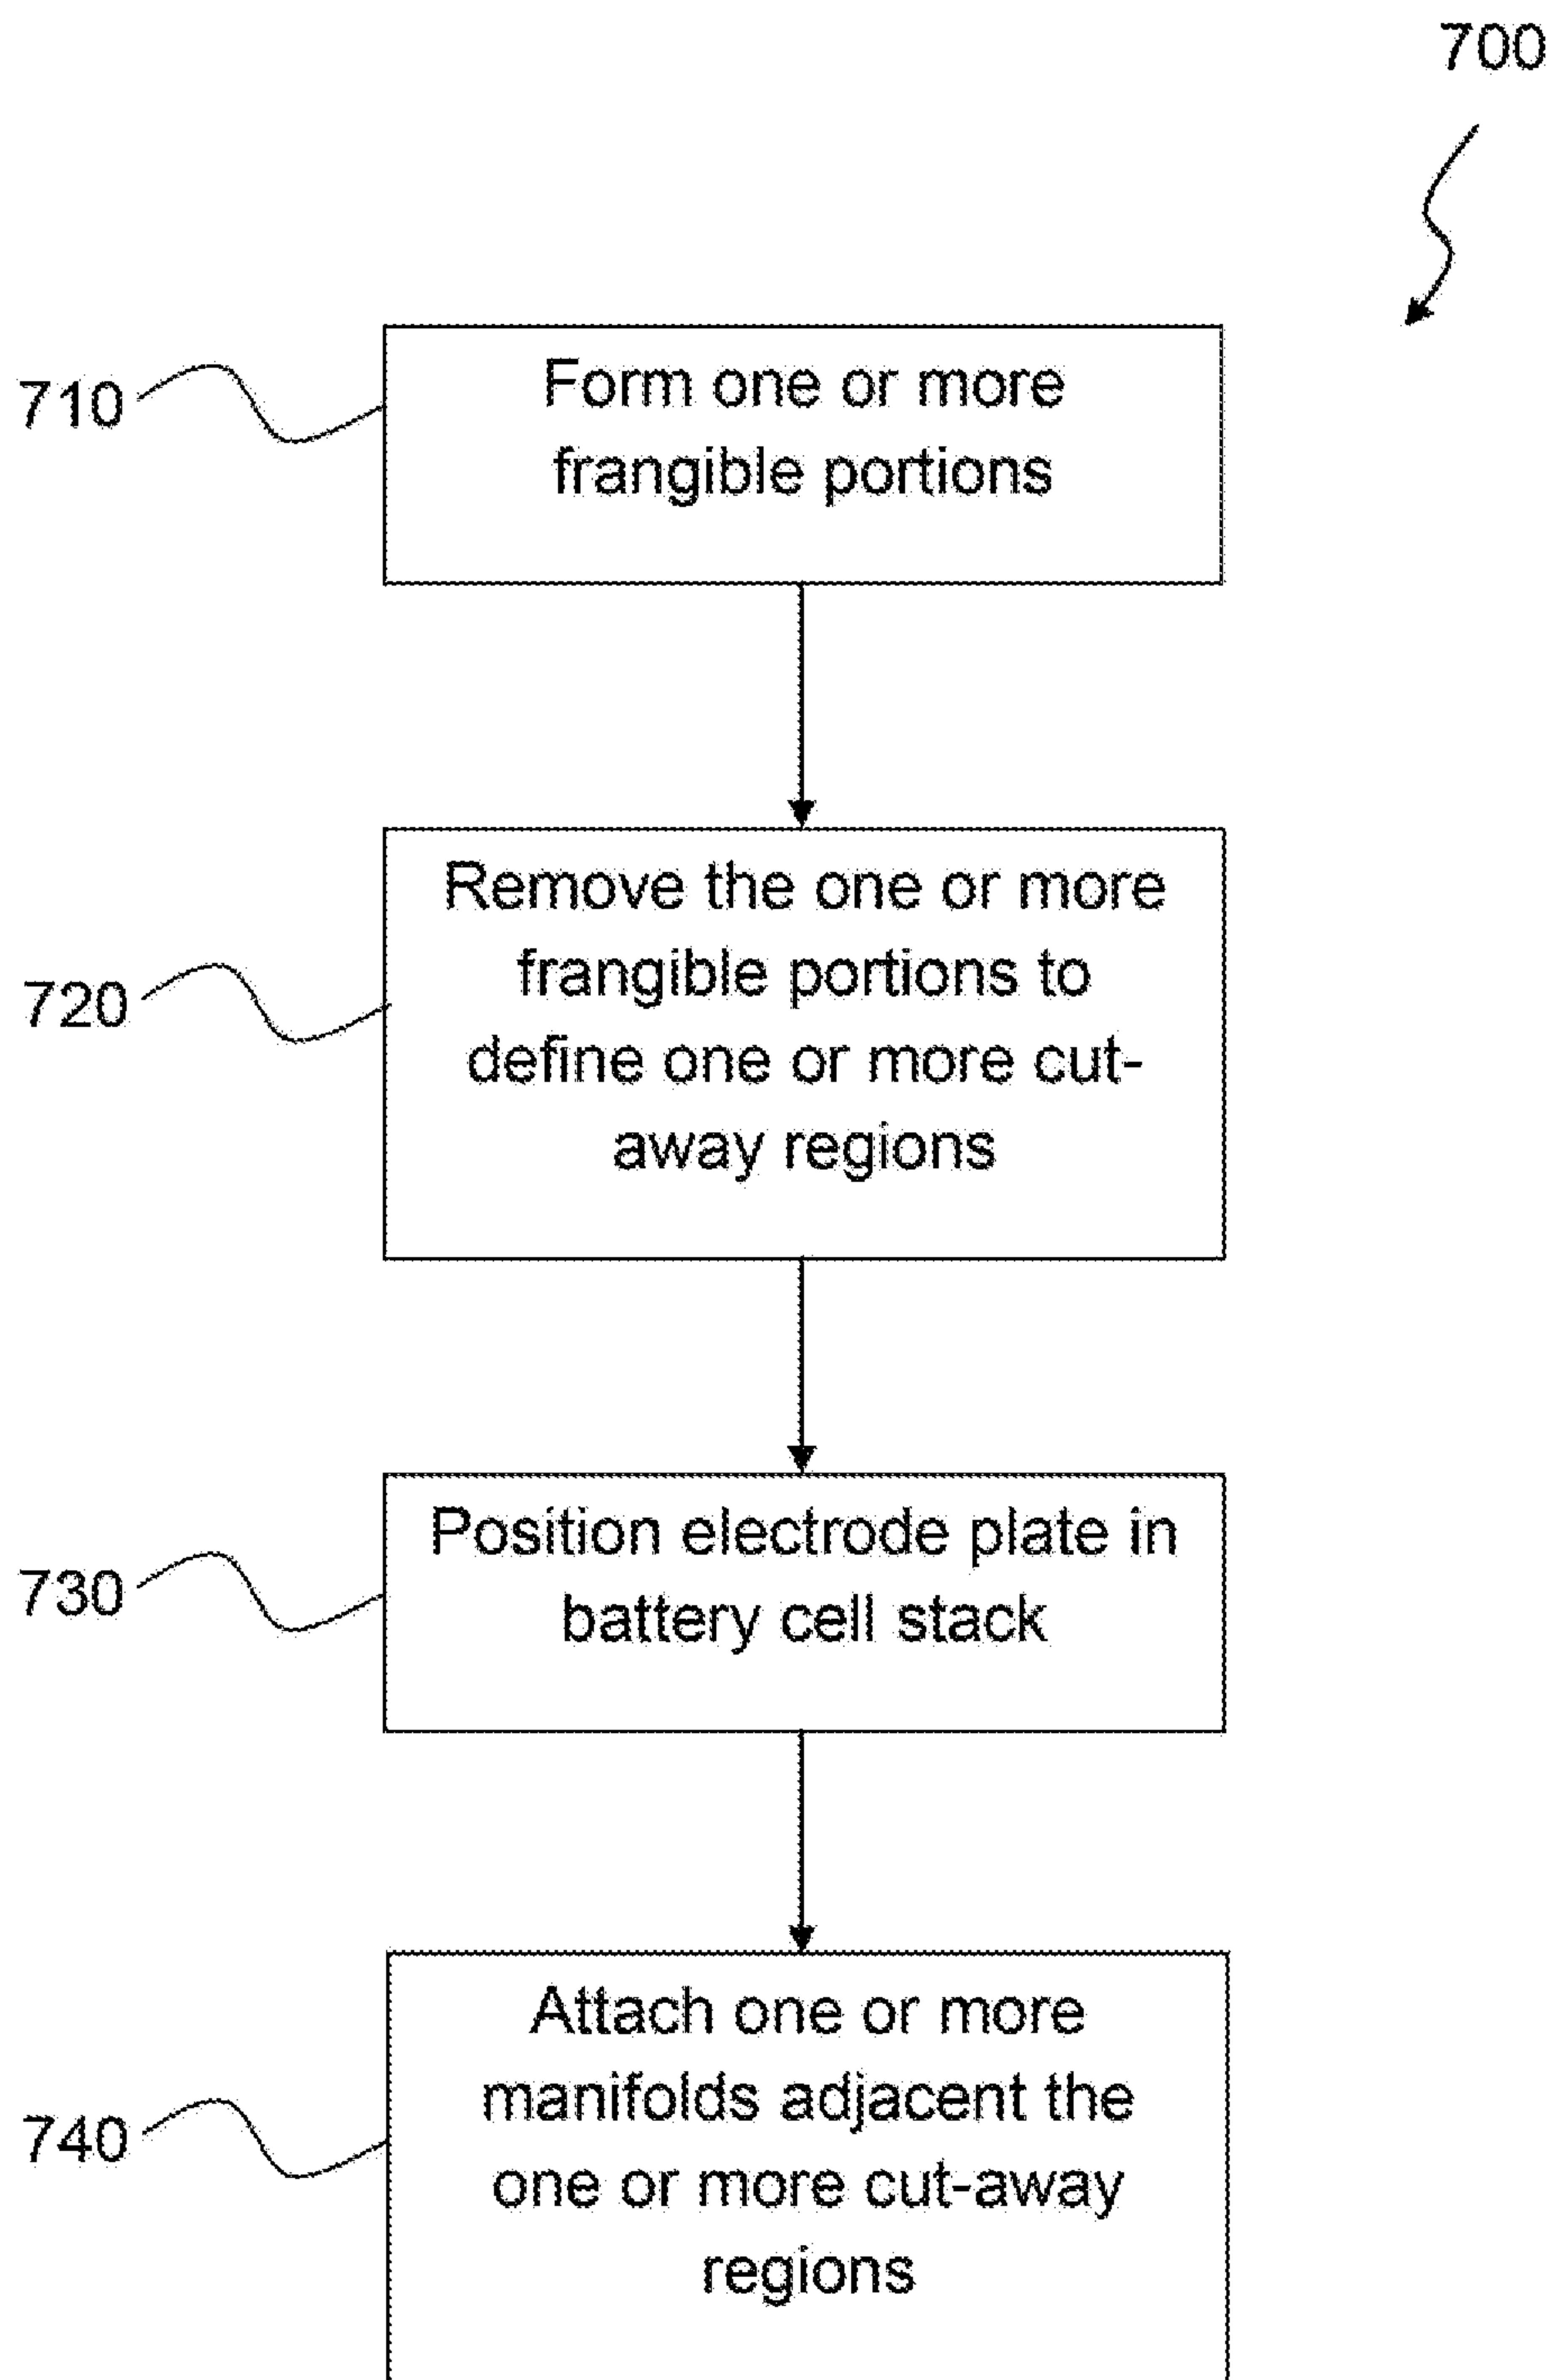 700
710
Form one or more
frangible portions
720
Remove the one or more
frangible portions to
define one or more cut-
away regions
730
Position electrode plate in
battery cell stack
740
Attach one or more
manifolds adjacent the
one or more cut-away
regions